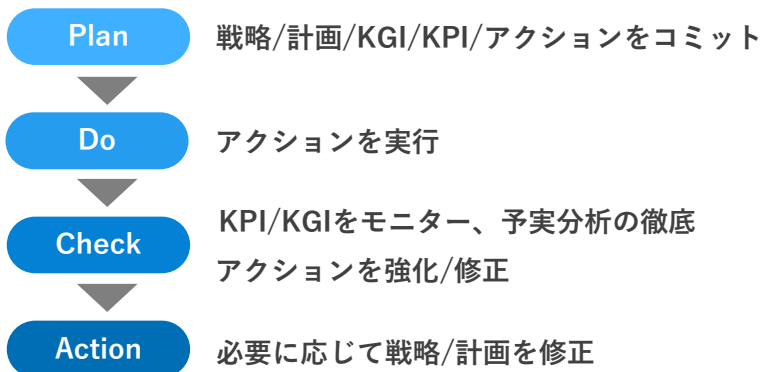 Plan 戦略/計画/KGI/KPI/アクションをコミット
Do アクションを実行
Check KPI/KGIをモニター、予実分析の徹底
アクションを強化/修正
Action 必要に応じて戦略/計画を修正